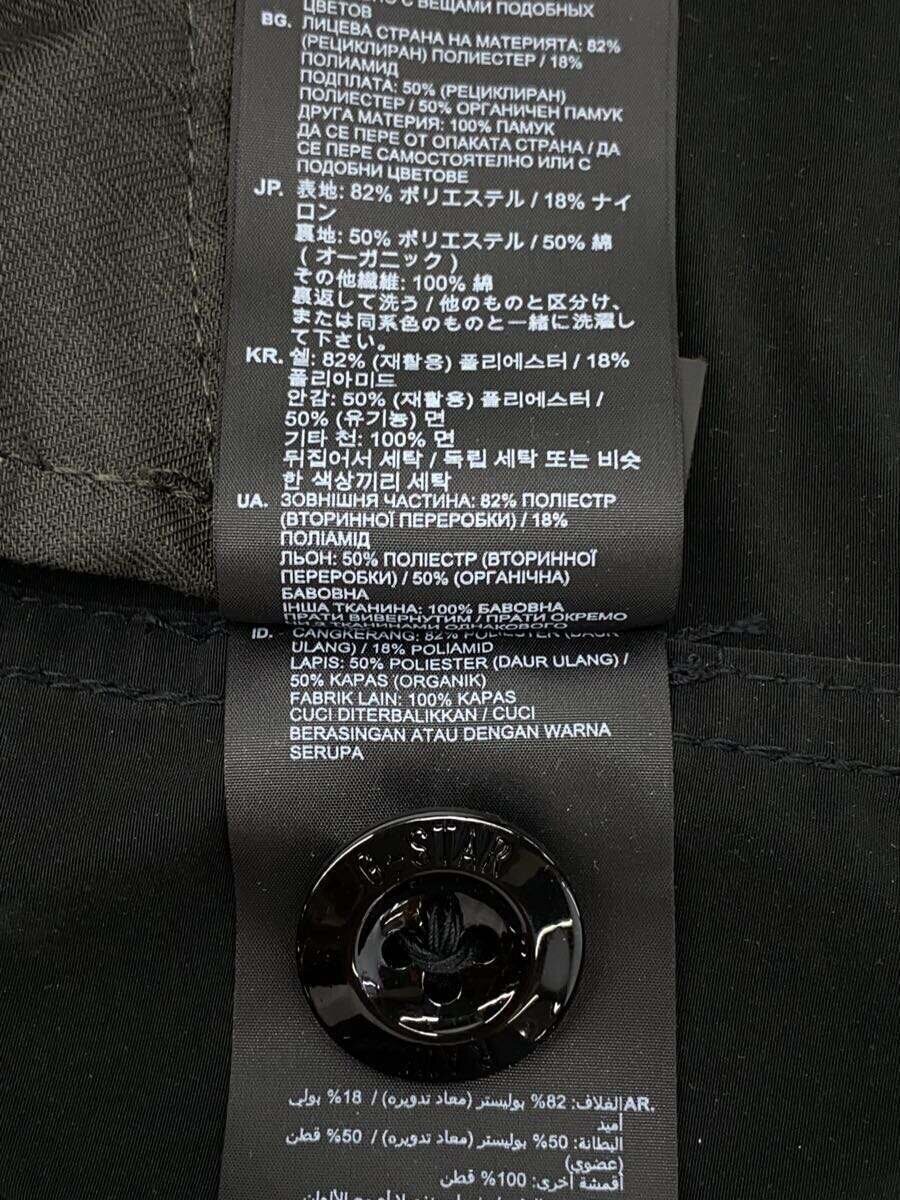 С ВЕЩАМИ ПОДОБНЫХ
ЦВЕТОВ
BG. ЛИЦЕВА СТРАНА НА МАТЕРИЯТА: 82%
(РЕЦИКЛИРАН) ПОЛИЕСТЕР / 18%
ПОЛИАМИД
ПОДПЛАТА: 50% (РЕЦИКЛИРАН)
ПОЛИЕСТЕР / 50% ОРГАНИЧЕН ПАМУК
ДРУГА МАТЕРИЯ: 100% ПАМУК
ДА СЕ ПЕРЕ ОТ ОПАКАТА СТРАНА / ДА
СЕ ПЕРЕ САМОСТОЯТЕЛНО ИЛИ С
ПОДОБНИ ЦВЕТОВЕ
JP. 表地: 82% ポリエステル / 18% ナイ
ロン
裏地: 50% ポリエステル / 50% 綿
( オーガニック )
その他繊維: 100% 綿
裏返して洗う / 他のものと区分け、
または同系色のものと一緒に洗濯し
て下さい。
KR. 쉘: 82% (재활용) 폴리에스터 / 18%
폴리아미드
안감: 50% (재활용) 폴리에스터 /
50% (유기농) 면
기타 천: 100% 면
뒤집어서 세탁 / 독립 세탁 또는 비슷
한 색상끼리 세탁
UA. ЗОВНІШНЯ ЧАСТИНА: 82% ПОЛІЕСТР
(ВТОРИННОЇ ПЕРЕРОБКИ) / 18%
ПОЛІАМІД
ЛЬОН: 50% ПОЛІЕСТР (ВТОРИННОЇ
ПЕРЕРОБКИ) / 50% (ОРГАНІЧНА)
БАВОВНА
ІНША ТКАНИНА: 100% БАВОВНА
ПРАТИ ВИВЕРНУТИМ / ПРАТИ ОКРЕМО
ID. CANGKERANG: 82% POLIESTER (DAUR
ULANG) / 18% POLIAMID
LAPIS: 50% POLIESTER (DAUR ULANG) /
50% KAPAS (ORGANIK)
FABRIK LAIN: 100% KAPAS
CUCI DITERBALIKKAN / CUCI
BERASINGAN ATAU DENGAN WARNA
SERUPA
G-STAR
RAW
AR. الغلاف: 82% بوليستر (معاد تدويره) / 18% بولي
أميد
البطانة: 50% بوليستر (معاد تدويره) / 50% قطن
(عضوي)
أقمشة أخرى: 100% قطن